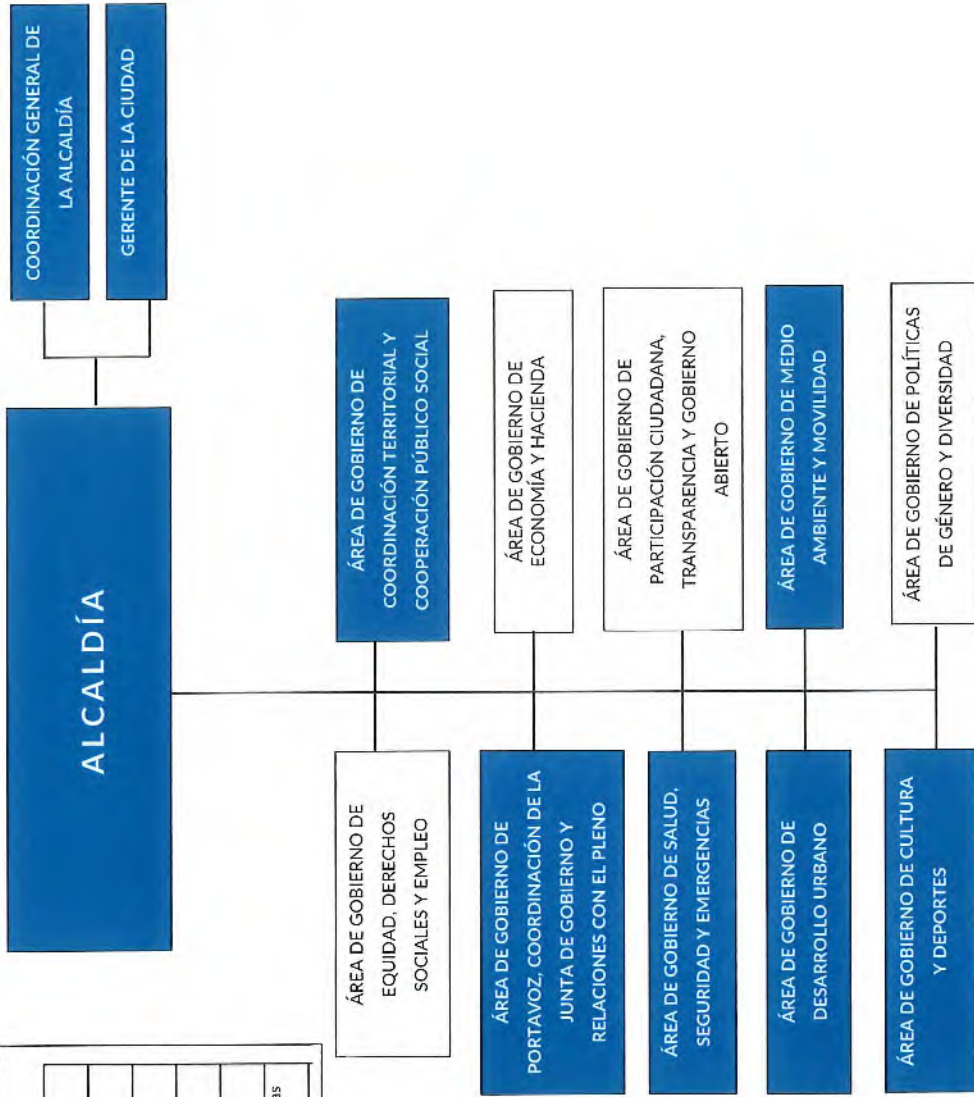 ALCALDÍA
COORDINACIÓN GENERAL DE
LA ALCALDÍA
GERENTE DE LA CIUDAD
as
ÁREA DE GOBIERNO DE
EQUIDAD, DERECHOS
SOCIALES Y EMPLEO
ÁREA DE GOBIERNO DE
COORDINACIÓN TERRITORIAL Y
COOPERACIÓN PÚBLICO SOCIAL
ÁREA DE GOBIERNO DE
PORTAVOZ, COORDINACIÓN DE LA
JUNTA DE GOBIERNO Y
RELACIONES CON EL PLENO
ÁREA DE GOBIERNO DE
ECONOMÍA Y HACIENDA
ÁREA DE GOBIERNO DE SALUD,
SEGURIDAD Y EMERGENCIAS
ÁREA DE GOBIERNO DE
PARTICIPACIÓN CIUDADANA,
TRANSPARENCIA Y GOBIERNO
ABIERTO
ÁREA DE GOBIERNO DE
DESARROLLO URBANO
ÁREA DE GOBIERNO DE MEDIO
AMBIENTE Y MOVILIDAD
ÁREA DE GOBIERNO DE CULTURA
Y DEPORTES
ÁREA DE GOBIERNO DE POLÍTICAS
DE GÉNERO Y DIVERSIDAD